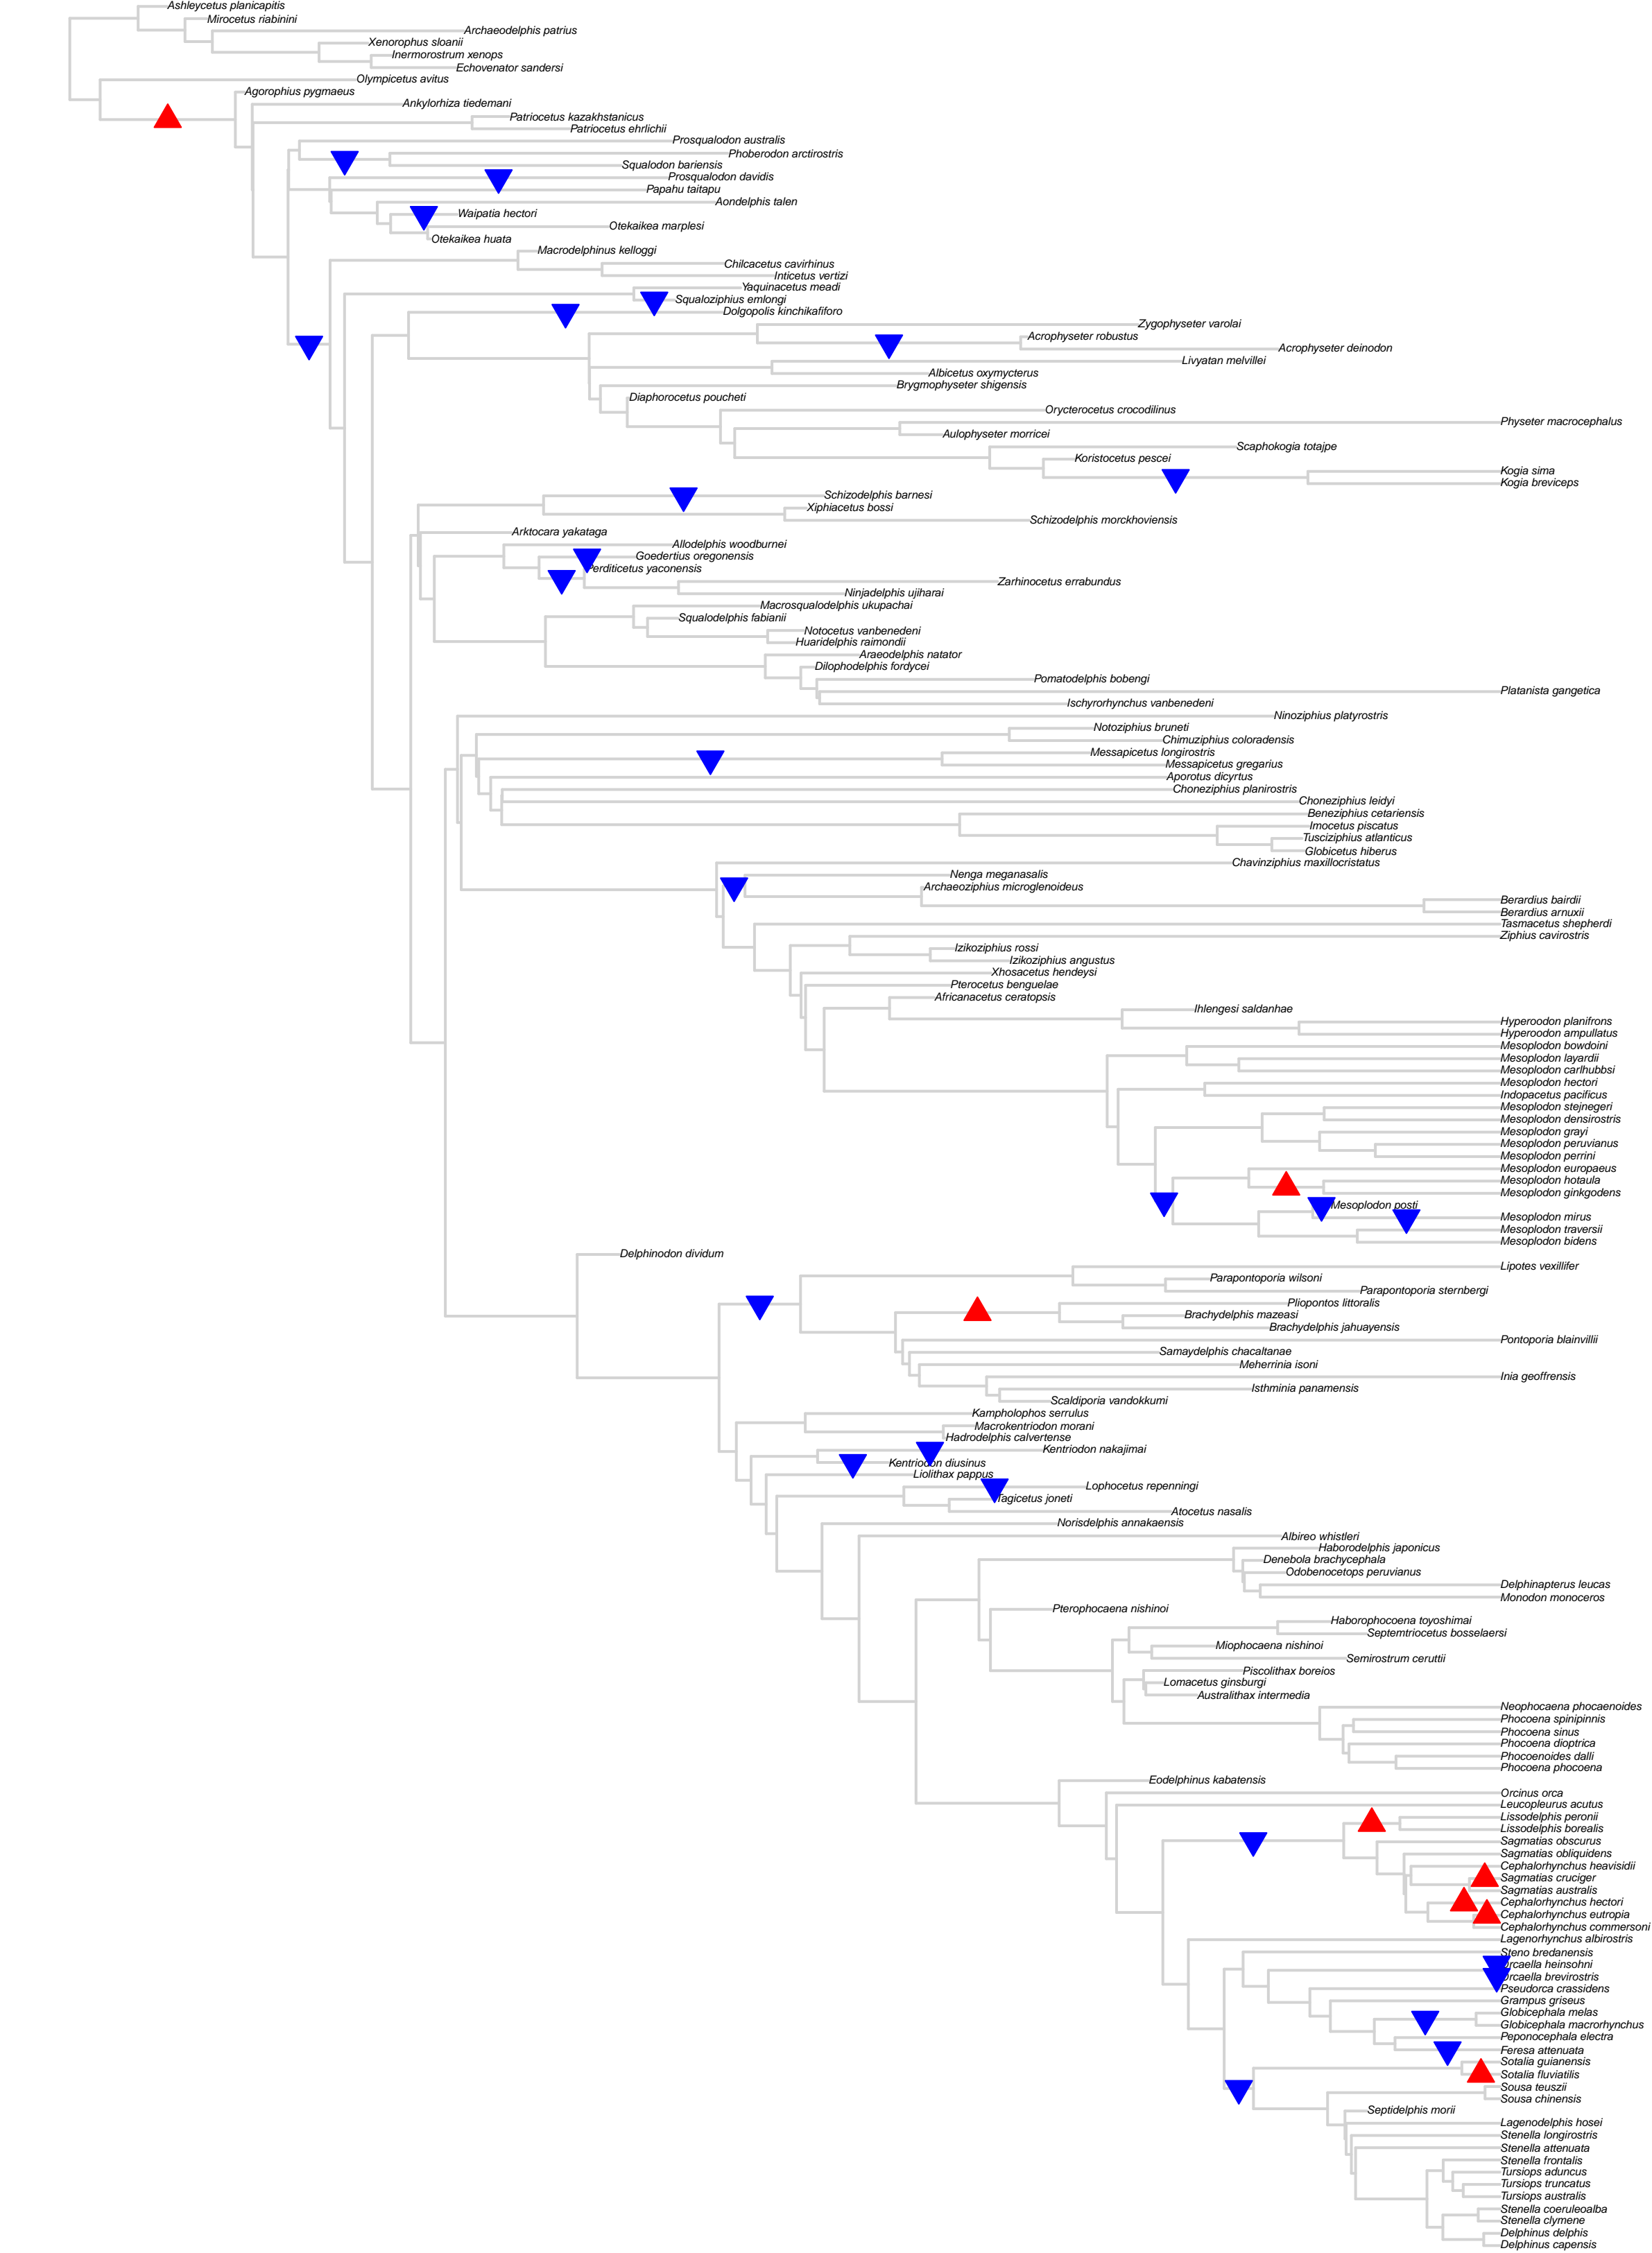 Ashleycetus planicapitis
Mirocetus riabinini
Archaeodelphis patrius
Xenorophus sloanii
Inermorostrum xenops
Echovenator sandersi
Olympicetus avitus
Agorophius pygmaeus
Ankylorhiza tiedemani
Patriocetus kazakhstanicus
Patriocetus ehrlichii
Prosqualodon australis
Phoberodon arctirostris
Squalodon bariensis
Prosqualodon davidis
Papahu taitapu
Aondelphis talen
Waipatia hectori
Otekaikea marplesi
Otekaikea huata
Macrodelphinus kelloggi
Chilcacetus cavirhinus
Inticetus vertizi
Yaquinacetus meadi
Squaloziphius emlongi
Dolgopolis kinchikafiforo
Zygophyseter varolai
Acrophyseter robustus
Acrophyseter deinodon
Livyatan melvillei
Albicetus oxymycterus
Brygmophyseter shigensis
Diaphorocetus poucheti
Orycterocetus crocodilinus
Physeter macrocephalus
Aulophyseter morricei
Scaphokogia totajpe
Koristocetus pescei
Kogia sima
Kogia breviceps
Schizodelphis barnesi
Xiphiacetus bossi
Schizodelphis morckhoviensis
Arktocara yakataga
Allodelphis woodburnei
Goedertius oregonensis
Perditicetus yaconensis
Zarhinocetus errabundus
Ninjadelphis ujiharai
Macrosqualodelphis ukupachai
Squalodelphis fabianii
Notocetus vanbenedeni
Huaridelphis raimondii
Araeodelphis natator
Dilophodelphis fordycei
Pomatodelphis bobengi
Platanista gangetica
Ischyrorhynchus vanbenedeni
Ninoziphius platyrostris
Notoziphius bruneti
Chimuziphius coloradensis
Messapicetus longirostris
Messapicetus gregarius
Aporotus dicyrtus
Choneziphius planirostris
Choneziphius leidyi
Beneziphius cetariensis
Imocetus piscatus
Tusciziphius atlanticus
Globicetus hiberus
Chavinziphius maxillocristatus
Nenga meganasalis
Archaeoziphius microglenoideus
Berardius bairdii
Berardius arnuxii
Tasmacetus shepherdi
Ziphius cavirostris
Izikoziphius rossi
Izikoziphius angustus
Xhosacetus hendeysi
Pterocetus benguelae
Africanacetus ceratopsis
Ihlengesi saldanhae
Hyperoodon planifrons
Hyperoodon ampullatus
Mesoplodon bowdoini
Mesoplodon layardii
Mesoplodon carlhubbsi
Mesoplodon hectori
Indopacetus pacificus
Mesoplodon stejnegeri
Mesoplodon densirostris
Mesoplodon grayi
Mesoplodon peruvianus
Mesoplodon perrini
Mesoplodon europaeus
Mesoplodon hotaula
Mesoplodon ginkgodens
Mesoplodon posti
Mesoplodon mirus
Mesoplodon traversii
Mesoplodon bidens
Delphinodon dividum
Lipotes vexillifer
Parapontoporia wilsoni
Parapontoporia sternbergi
Pliopontos littoralis
Brachydelphis mazeasi
Brachydelphis jahuayensis
Pontoporia blainvillii
Samaydelphis chacaltanae
Meherrinia isoni
Inia geoffrensis
Isthminia panamensis
Scaldiporia vandokkumi
Kampholophos serrulus
Macrokentriodon morani
Hadrodelphis calvertense
Kentriodon nakajimai
Kentriodon diusinus
Liolithax pappus
Lophocetus repenningi
Tagicetus joneti
Atocetus nasalis
Norisdelphis annakaensis
Albireo whistleri
Haborodelphis japonicus
Denebola brachycephala
Odobenocetops peruvianus
Delphinapterus leucas
Monodon monoceros
Pterophocaena nishinoi
Haborophocoena toyoshimai
Septemtriocetus bosselaersi
Miophocaena nishinoi
Semirostrum ceruttii
Piscolithax boreios
Lomacetus ginsburgi
Australithax intermedia
Neophocaena phocaenoides
Phocoena spinipinnis
Phocoena sinus
Phocoena dioptrica
Phocoenoides dalli
Phocoena phocoena
Eodelphinus kabatensis
Orcinus orca
Leucopleurus acutus
Lissodelphis peronii
Lissodelphis borealis
Sagmatias obscurus
Sagmatias obliquidens
Cephalorhynchus heavisidii
Sagmatias cruciger
Sagmatias australis
Cephalorhynchus hectori
Cephalorhynchus eutropia
Cephalorhynchus commersoni
Lagenorhynchus albirostris
Steno bredanensis
Orcaella heinsohni
Orcaella brevirostris
Pseudorca crassidens
Grampus griseus
Globicephala melas
Globicephala macrorhynchus
Peponocephala electra
Feresa attenuata
Sotalia guianensis
Sotalia fluviatilis
Sousa teuszii
Sousa chinensis
Septidelphis morii
Lagenodelphis hosei
Stenella longirostris
Stenella attenuata
Stenella frontalis
Tursiops aduncus
Tursiops truncatus
Tursiops australis
Stenella coeruleoalba
Stenella clymene
Delphinus delphis
Delphinus capensis